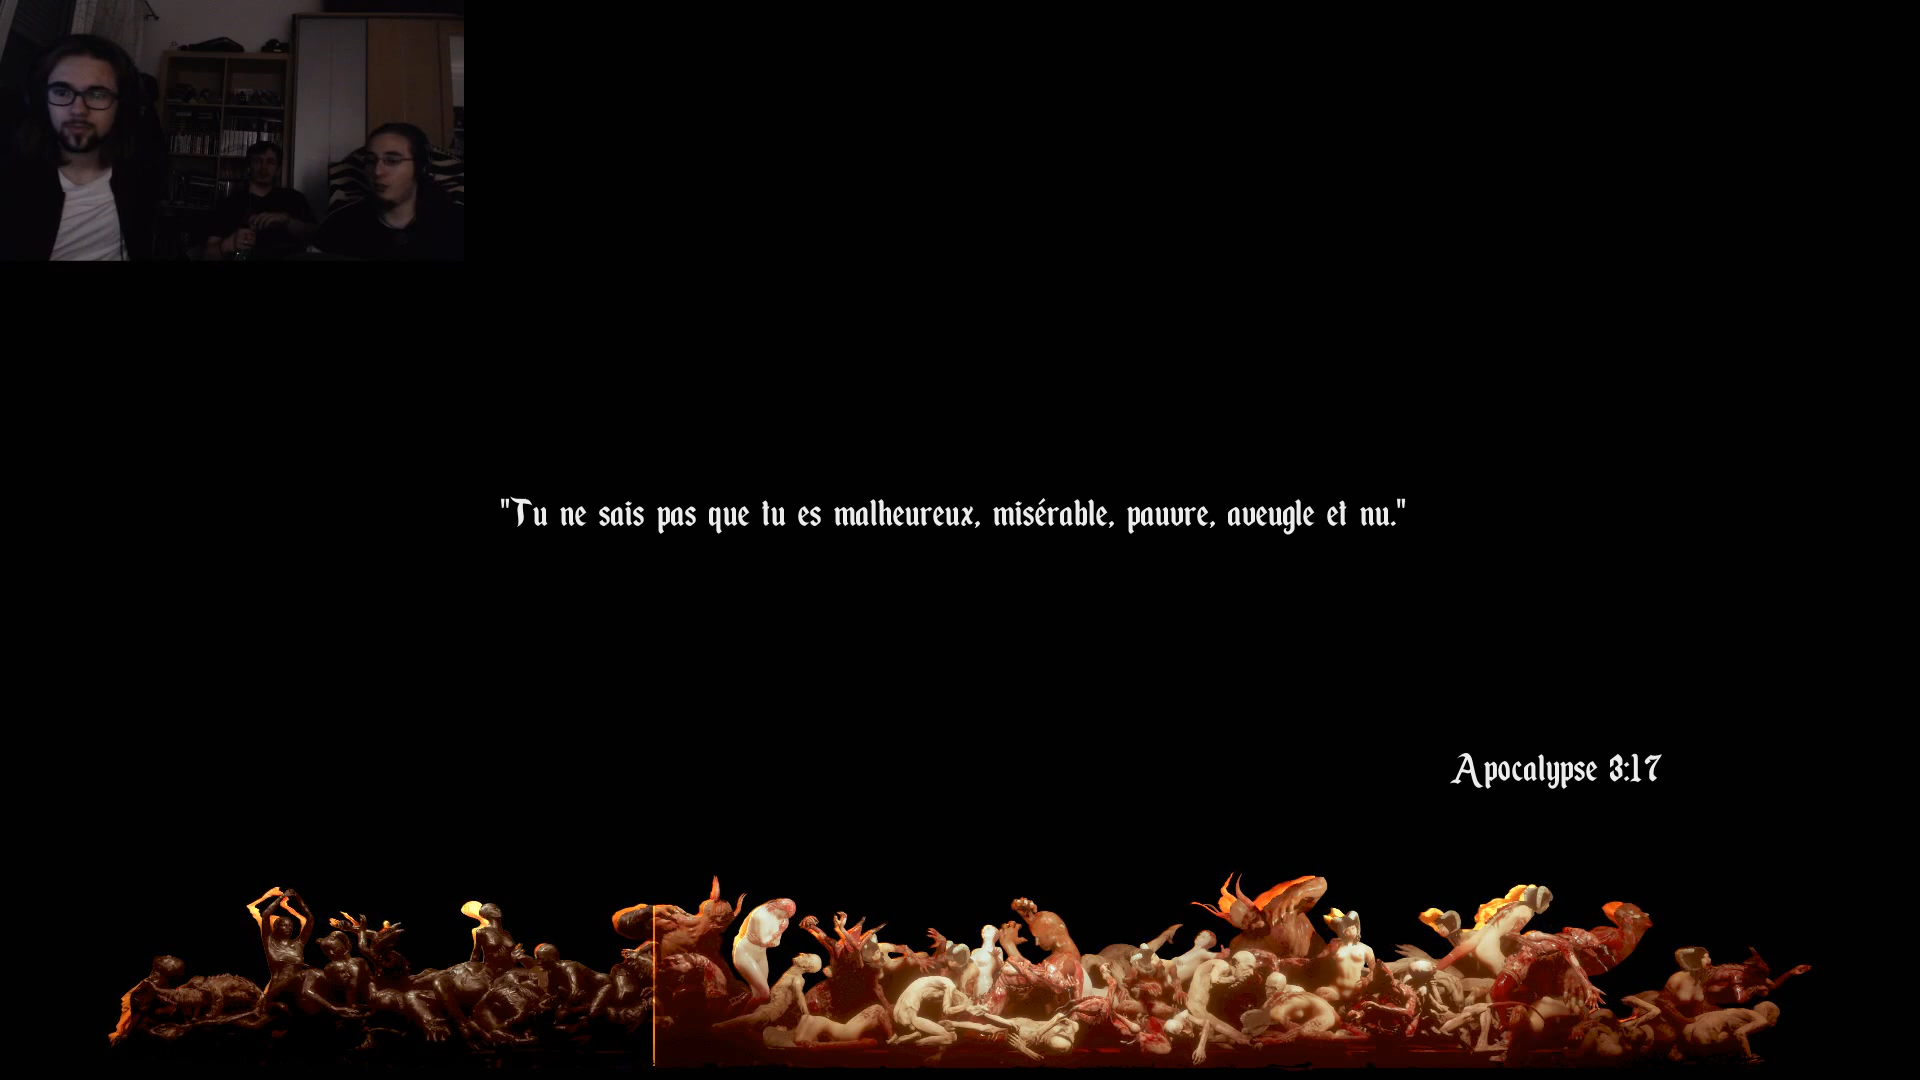 "Tu ne sais pas que tu es malheureux, misérable, pauvre, aveugle et nu."
Apocalypse 3:17